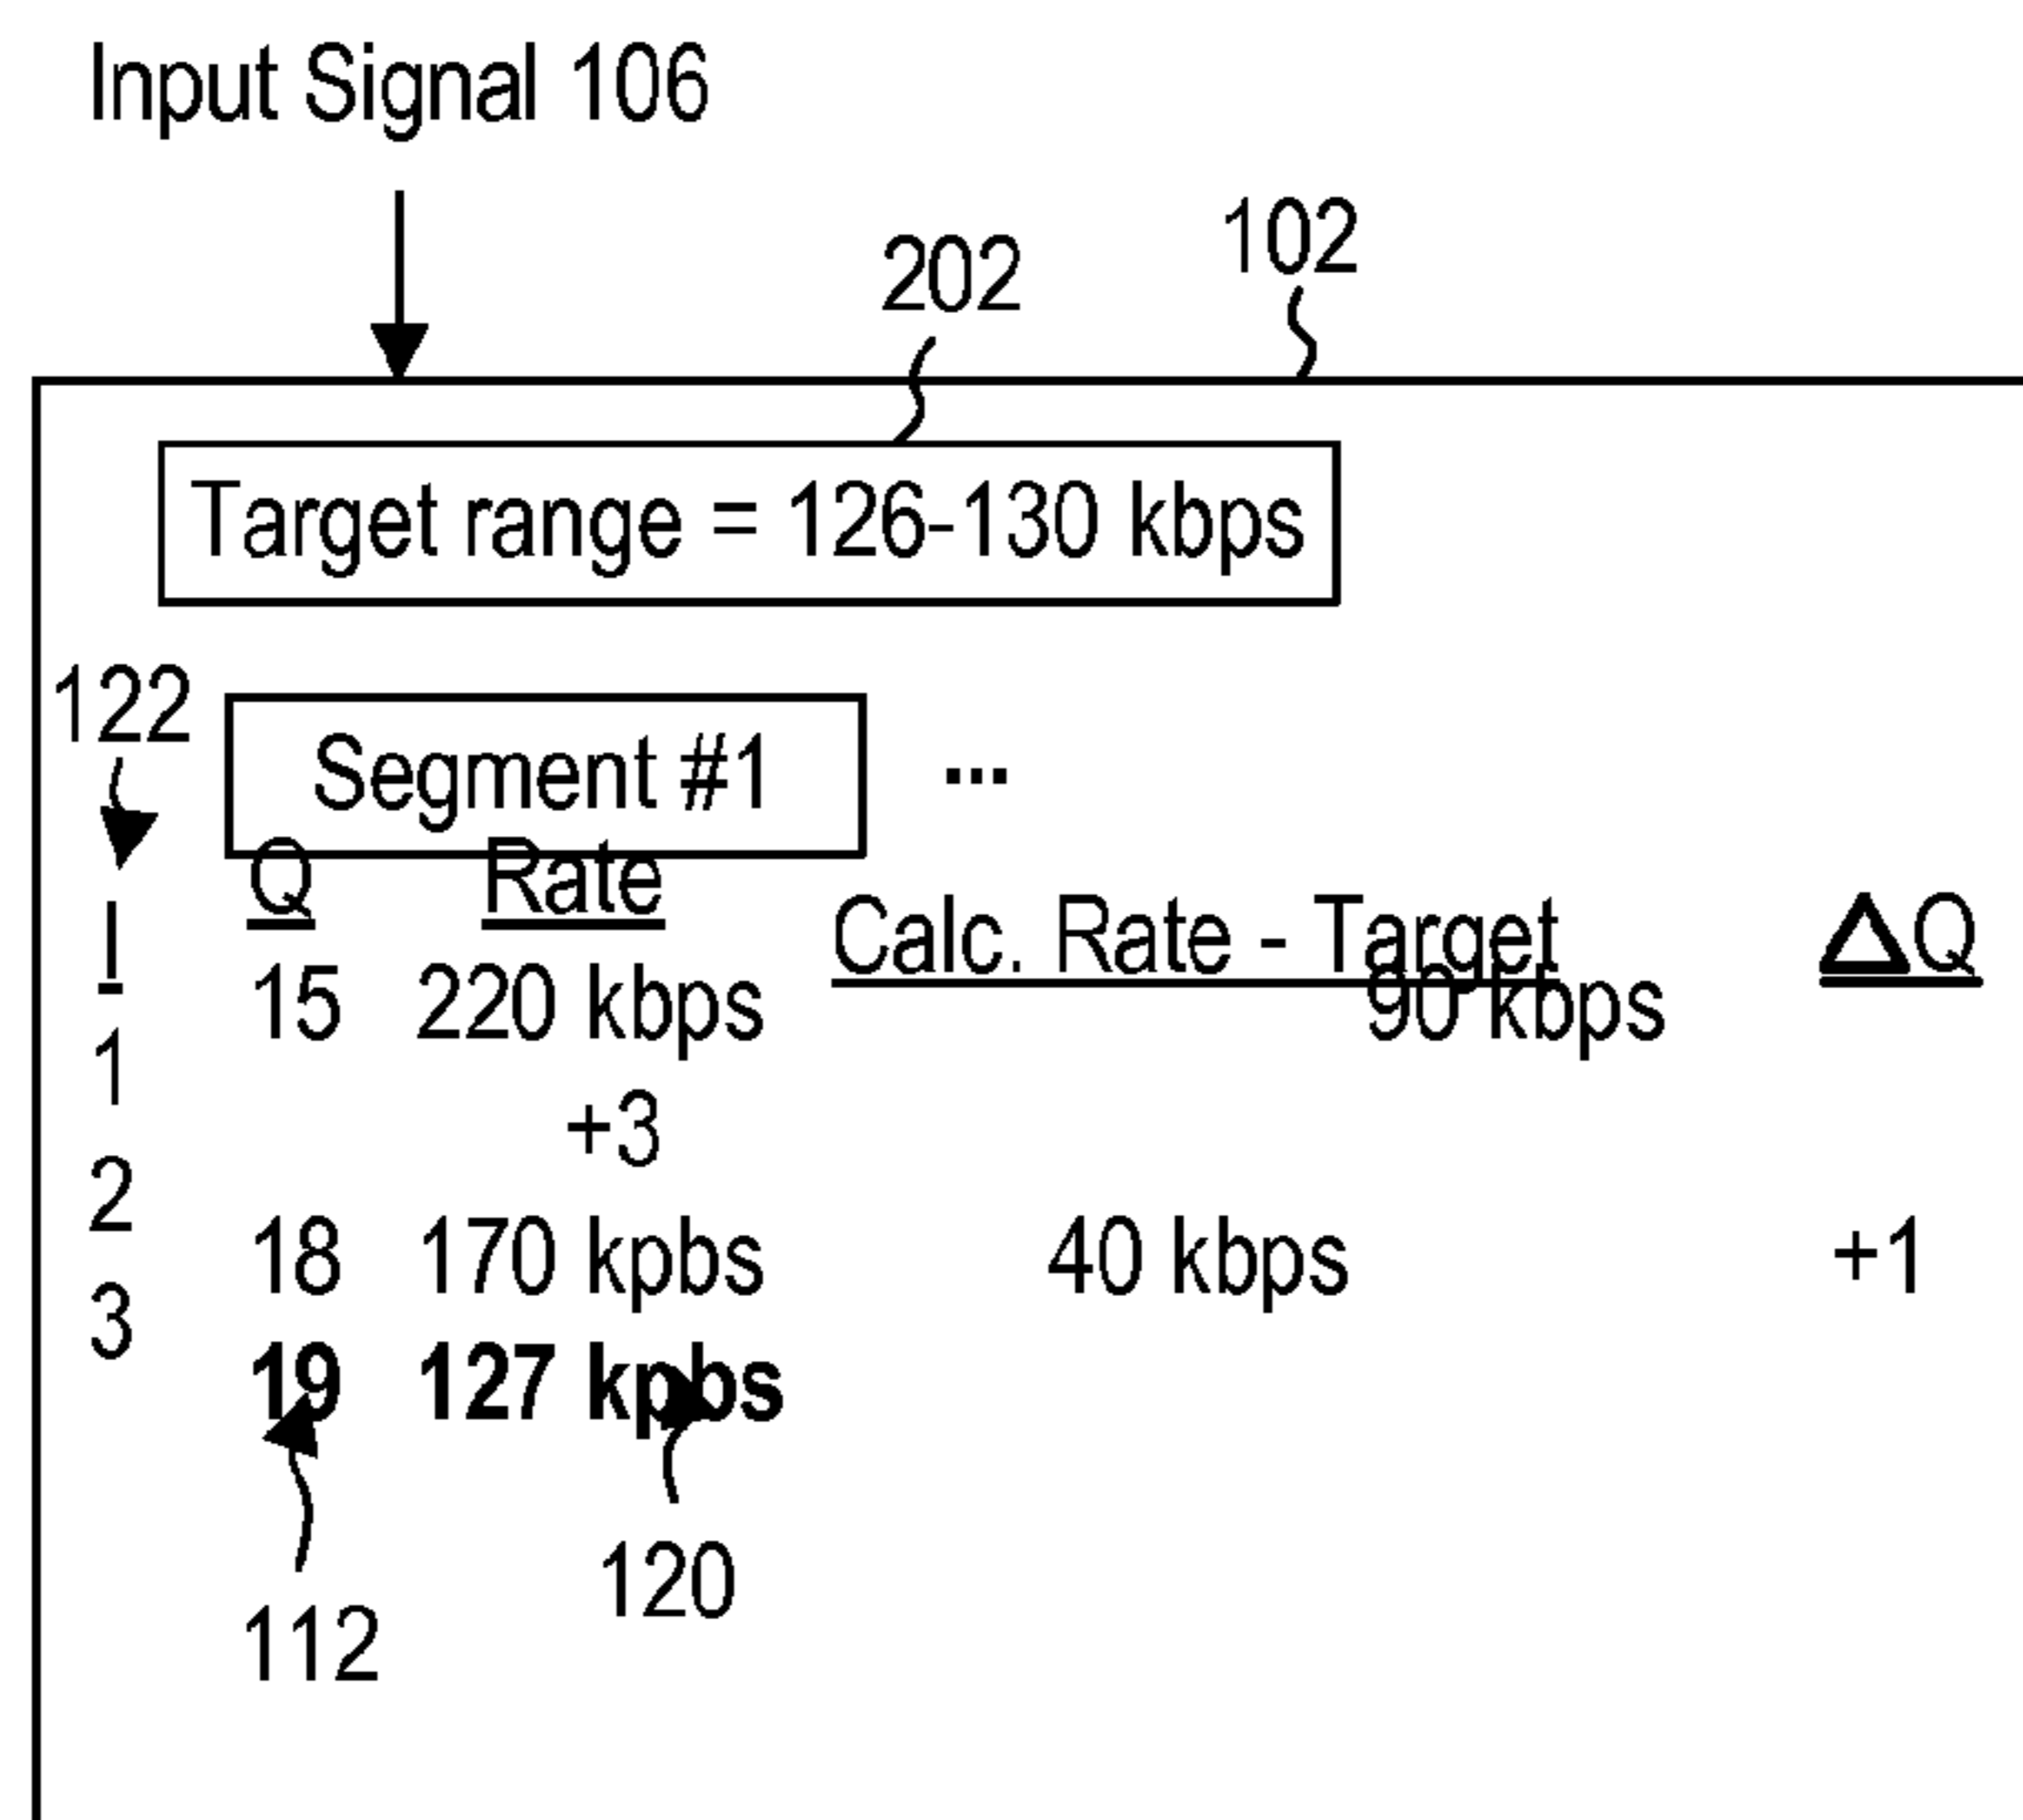 Input Signal 106
202
102
Target range = 126-130 kbps
122
Segment #1 ...
I Q Rate Calc. Rate - Target ΔQ
15 220 kbps 90 kbps
1
+3
2
18 170 kpbs 40 kbps +1
3
19 127 kpbs
120
112